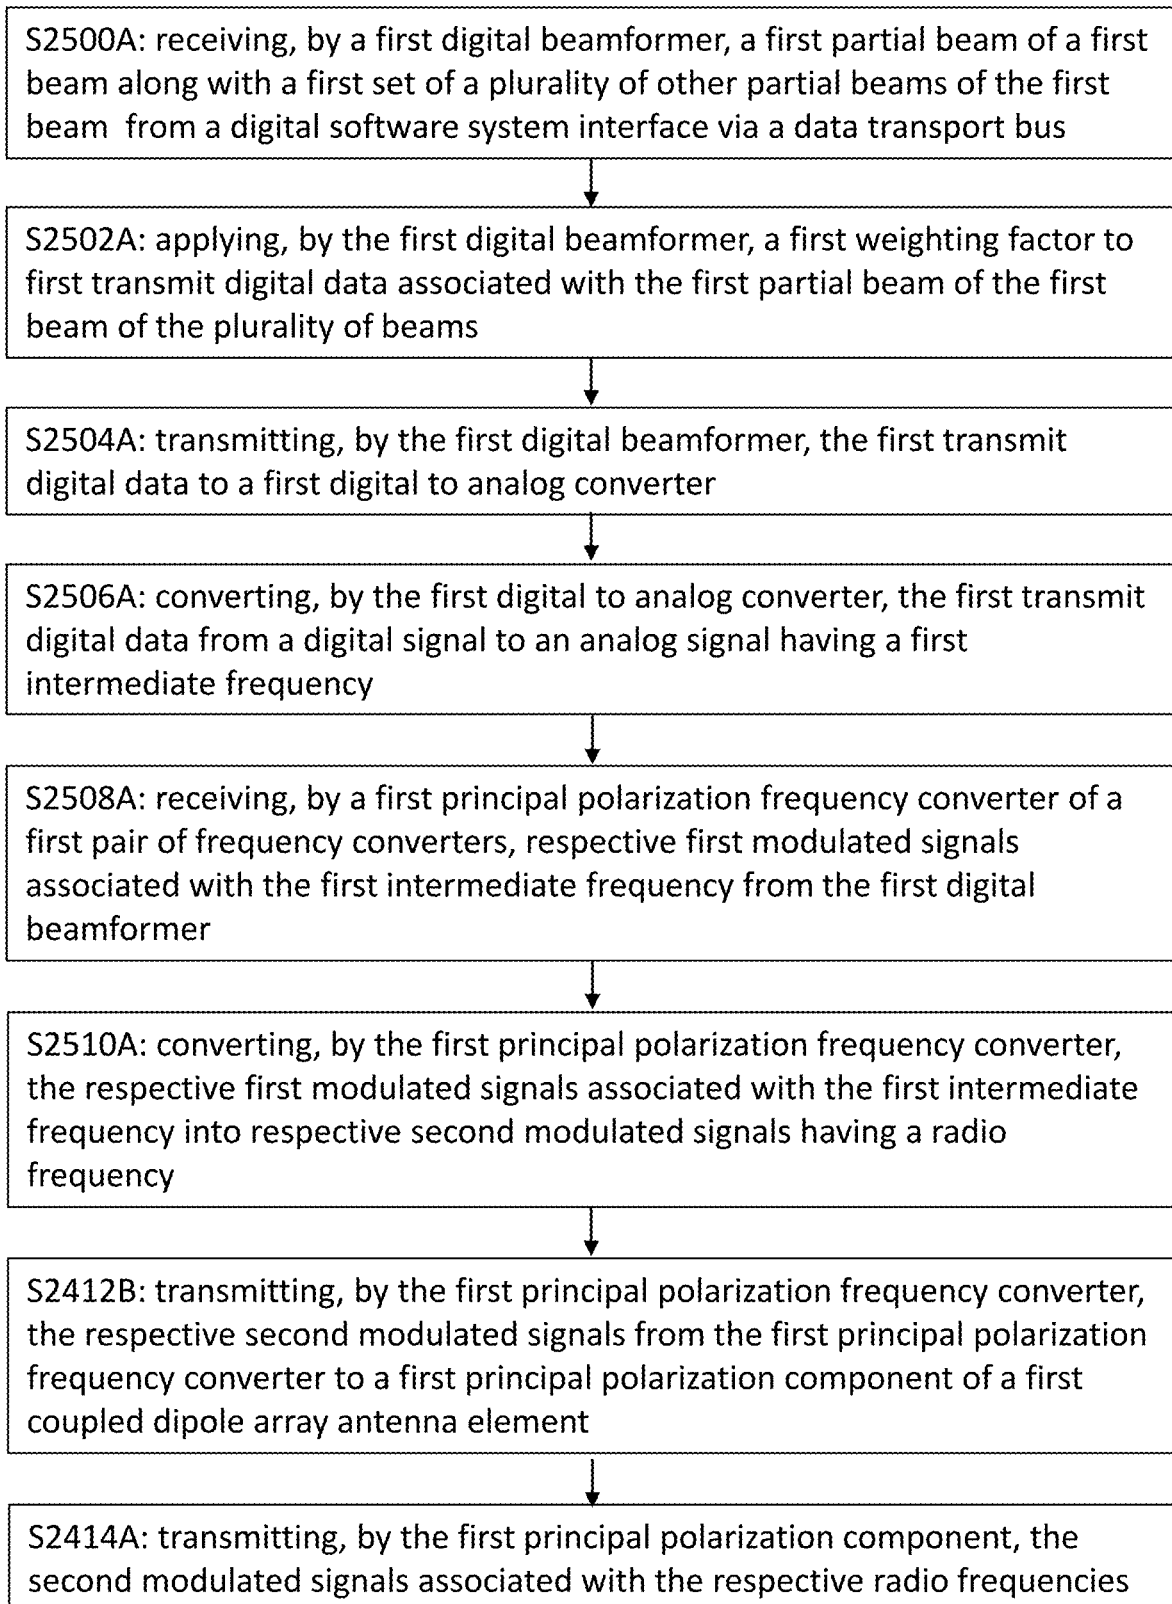 S2500A: receiving, by a first digital beamformer, a first partial beam of a first
beam along with a first set of a plurality of other partial beams of the first
beam from a digital software system interface via a data transport bus
S2502A: applying, by the first digital beamformer, a first weighting factor to
first transmit digital data associated with the first partial beam of the first
beam of the plurality of beams
S2504A: transmitting, by the first digital beamformer, the first transmit
digital data to a first digital to analog converter
S2506A: converting, by the first digital to analog converter, the first transmit
digital data from a digital signal to an analog signal having a first
intermediate frequency
S2508A: receiving, by a first principal polarization frequency converter of a
first pair of frequency converters, respective first modulated signals
associated with the first intermediate frequency from the first digital
beamformer
S2510A: converting, by the first principal polarization frequency converter,
the respective first modulated signals associated with the first intermediate
frequency into respective second modulated signals having a radio
frequency
S2412B: transmitting, by the first principal polarization frequency converter,
the respective second modulated signals from the first principal polarization
frequency converter to a first principal polarization component of a first
coupled dipole array antenna element
S2414A: transmitting, by the first principal polarization component, the
second modulated signals associated with the respective radio frequencies